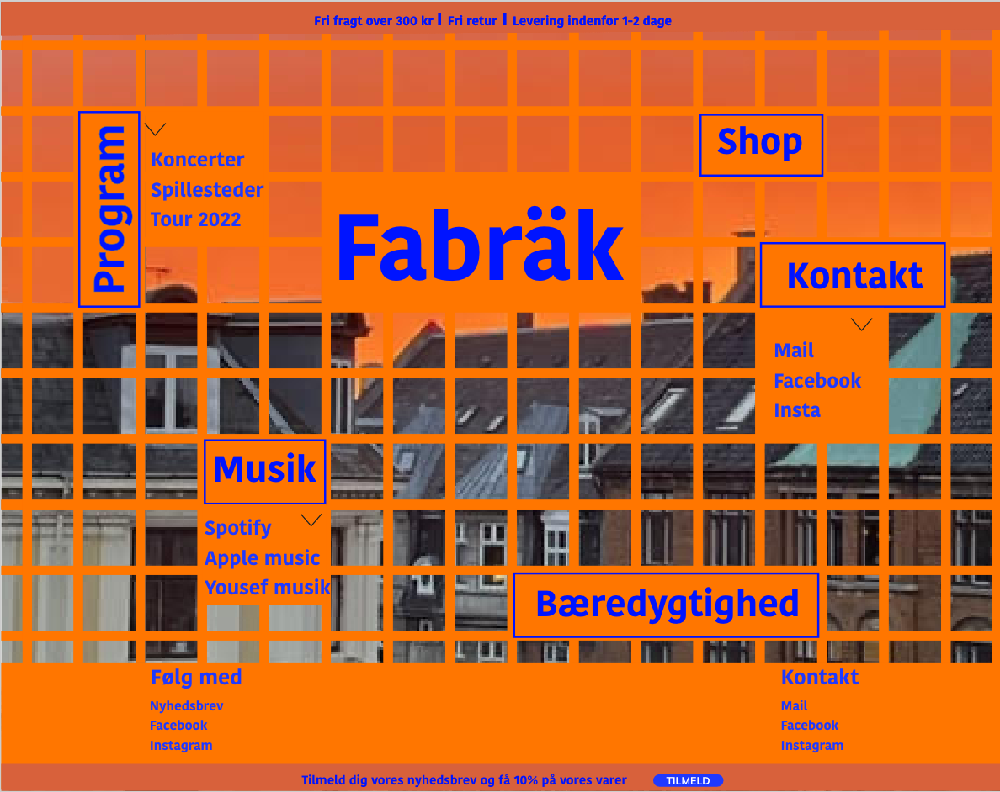 Fri fragt over 300 kr | Fri retur | Levering indenfor 1-2 dage
Program
Koncerter
Spillesteder
Tour 2022
Shop
Fabräk
Kontakt
Mail
Facebook
Insta
Musik
Spotify
Apple music
Yousef musik
Bæredygtighed
Følg med
Nyhedsbrev
Facebook
Instagram
Kontakt
Mail
Facebook
Instagram
Tilmeld dig vores nyhedsbrev og få 10% på vores varer
TILMELD